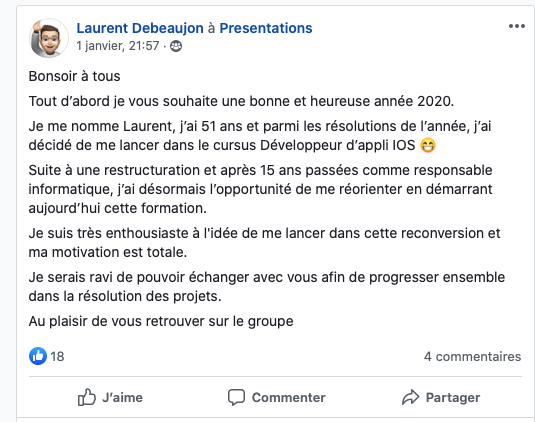 Laurent Debeaujon à Presentations
1 janvier, 21:57 ·
Bonsoir à tous
Tout d’abord je vous souhaite une bonne et heureuse année 2020.
Je me nomme Laurent, j’ai 51 ans et parmi les résolutions de l’année, j’ai
décidé de me lancer dans le cursus Développeur d’appli IOS 😁
Suite à une restructuration et après 15 ans passées comme responsable
informatique, j’ai désormais l’opportunité de me réorienter en démarrant
aujourd’hui cette formation.
Je suis très enthousiaste à l'idée de me lancer dans cette reconversion et
ma motivation est totale.
Je serais ravi de pouvoir échanger avec vous afin de progresser ensemble
dans la résolution des projets.
Au plaisir de vous retrouver sur le groupe
18
4 commentaires
J’aime
Commenter
Partager